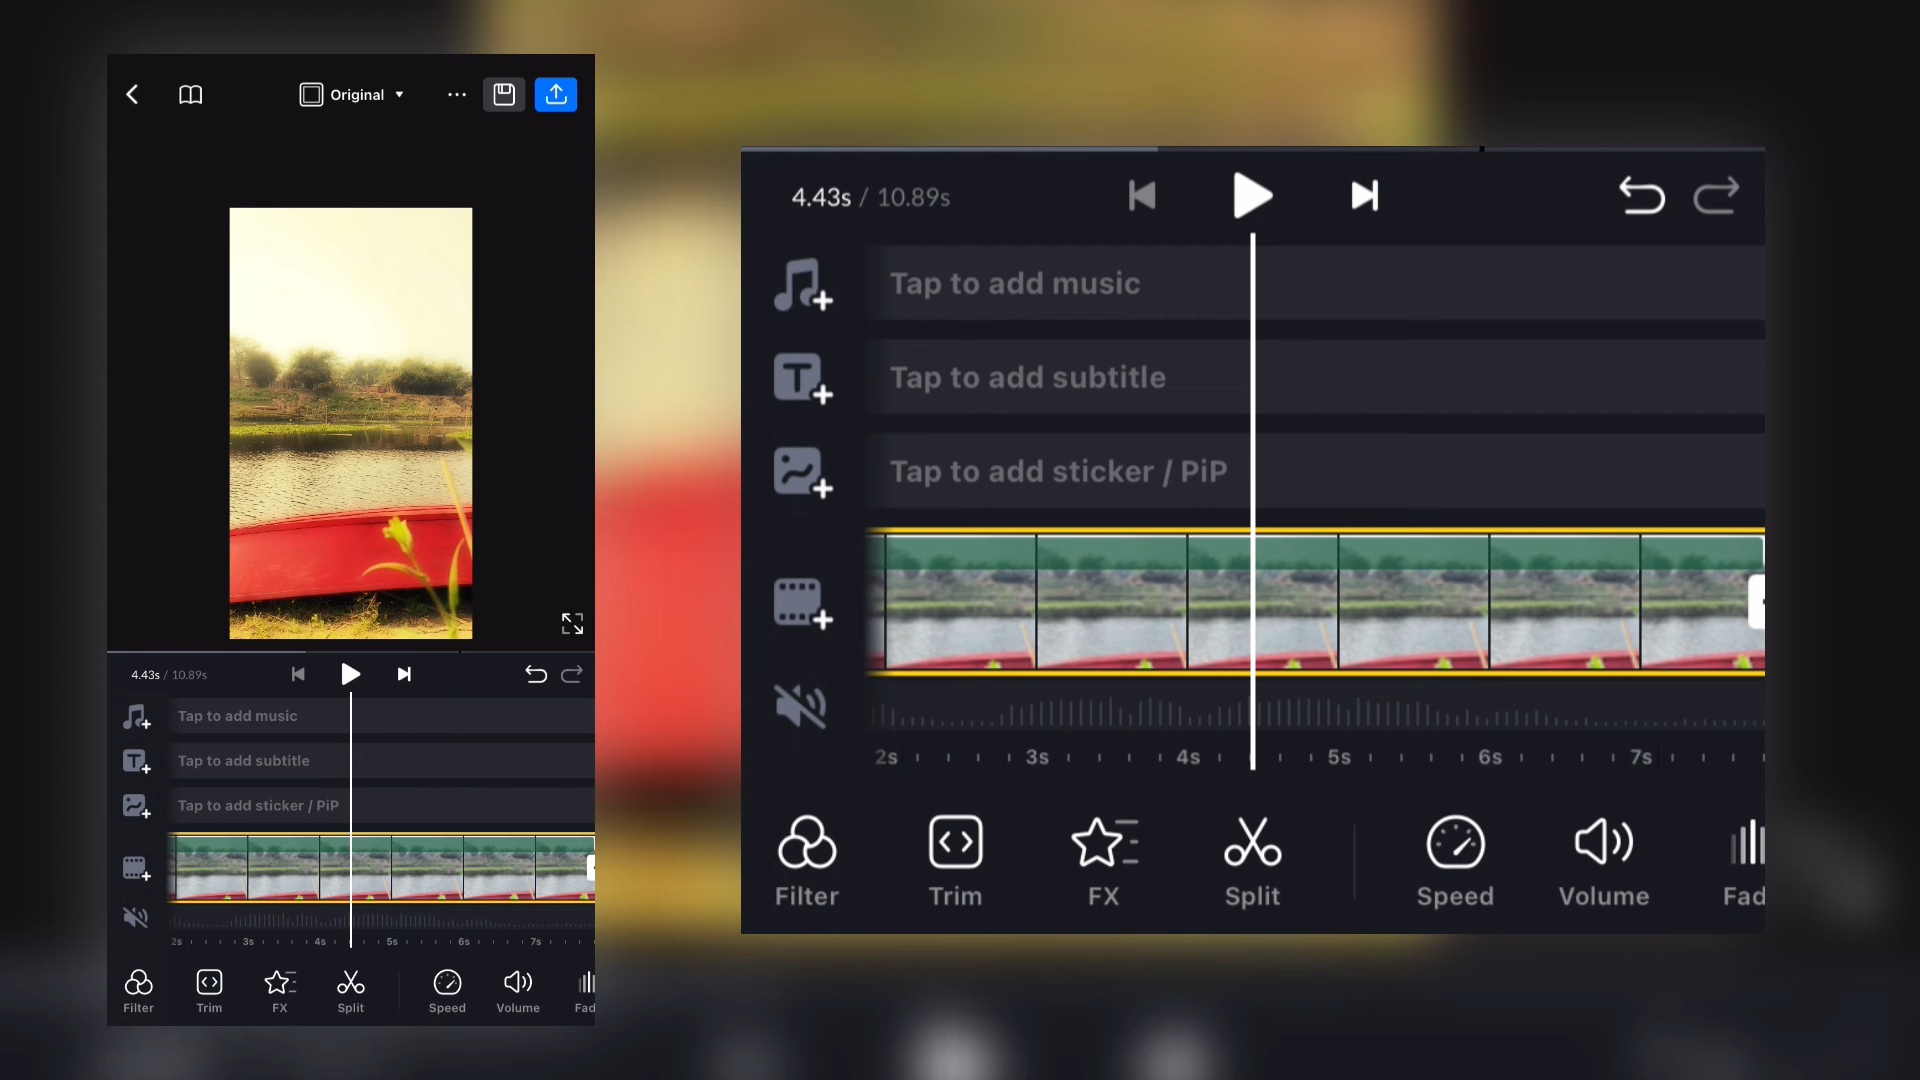 Original
4.43s / 10.89s
Tap to add music
Tap to add subtitle
Tap to add sticker / PiP
2s 3s 4s 5s 6s 7s
Filter Trim FX Split Speed Volume Fad
4.43s / 10.89s
Tap to add music
Tap to add subtitle
Tap to add sticker / PiP
2s 3s 4s 5s 6s 7s
Filter Trim FX Split Speed Volume Fad